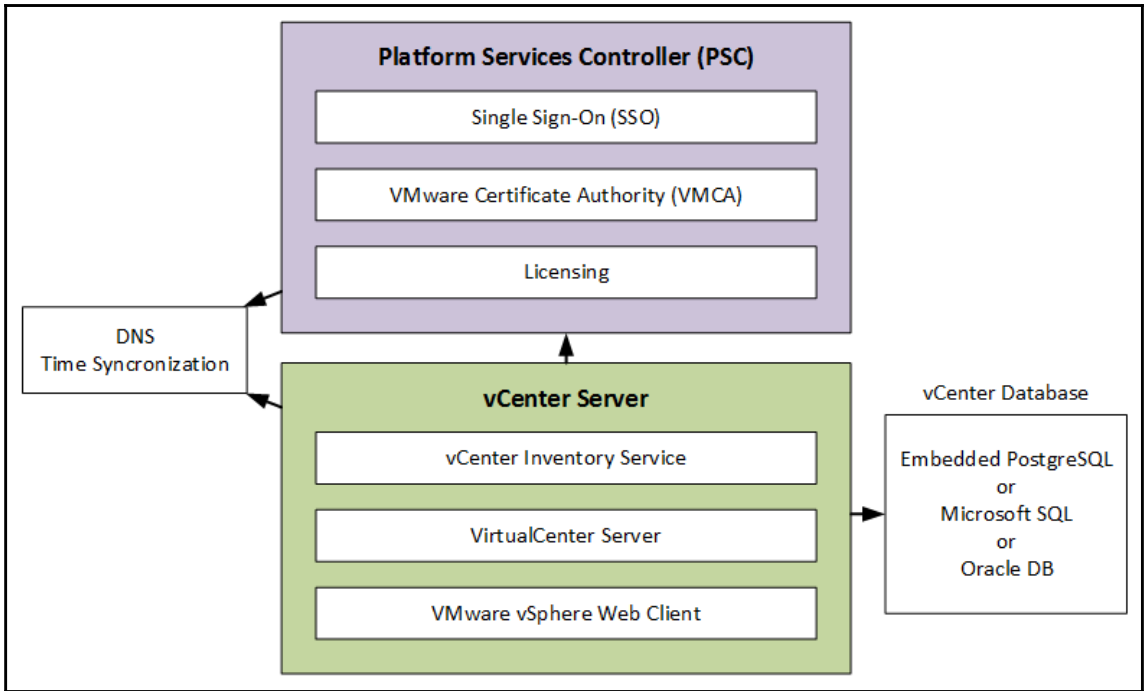 Platform Services Controller (PSC)
Single Sign-On (SSO)
VMware Certificate Authority (VMCA)
Licensing
DNS
Time Syncronization
vCenter Server
vCenter Inventory Service
VirtualCenter Server
VMware vSphere Web Client
vCenter Database
Embedded PostgreSQL
or
Microsoft SQL
or
Oracle DB